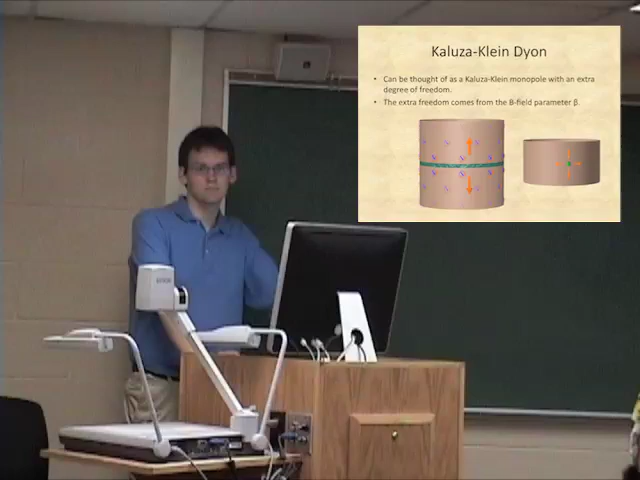 Kaluza-Klein Dyon
• Can be thought of as a Kaluza-Klein monopole with an extra
degree of freedom.
• The extra freedom comes from the B-field parameter β.